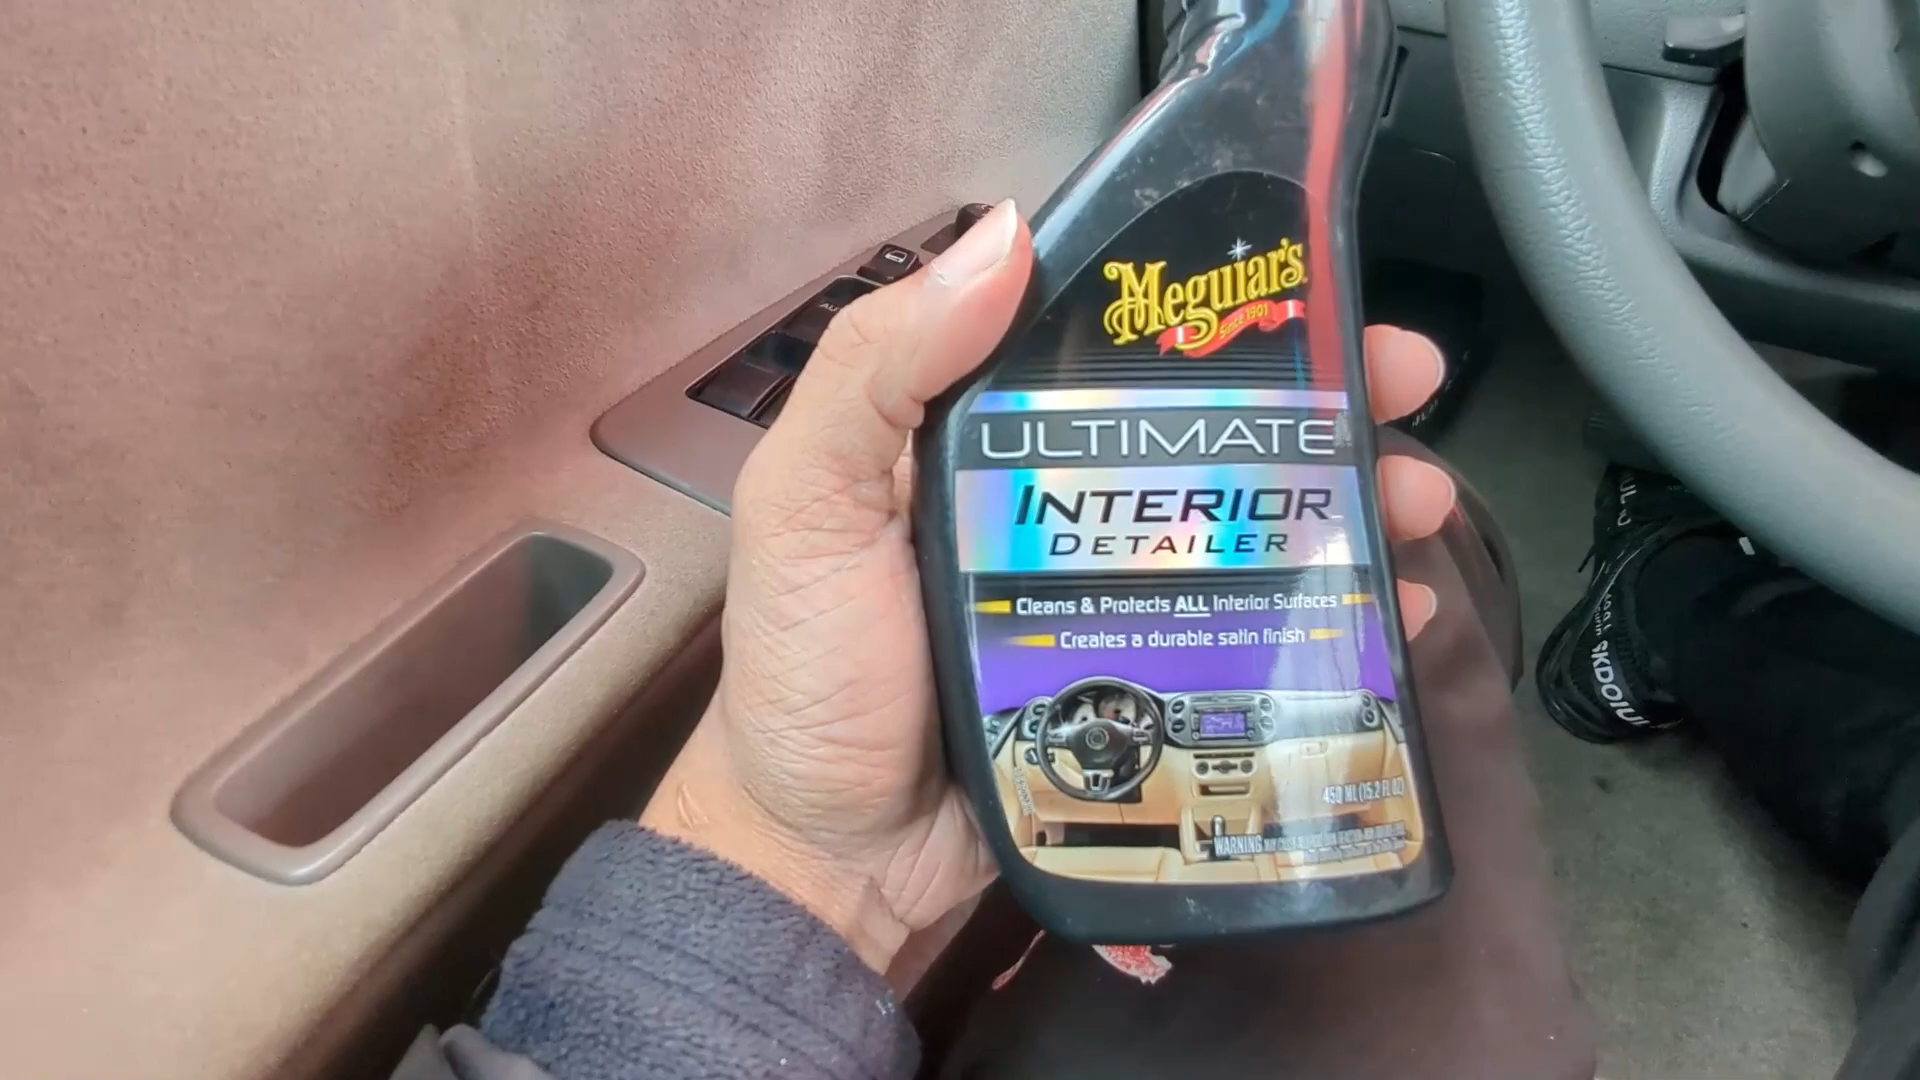 Meguiar's
Since 1901
ULTIMATE
INTERIOR
DETAILER
Cleans & Protects ALL Interior Surfaces
Creates a durable satin finish
450 ML (15.2 FL OZ)
WARNING